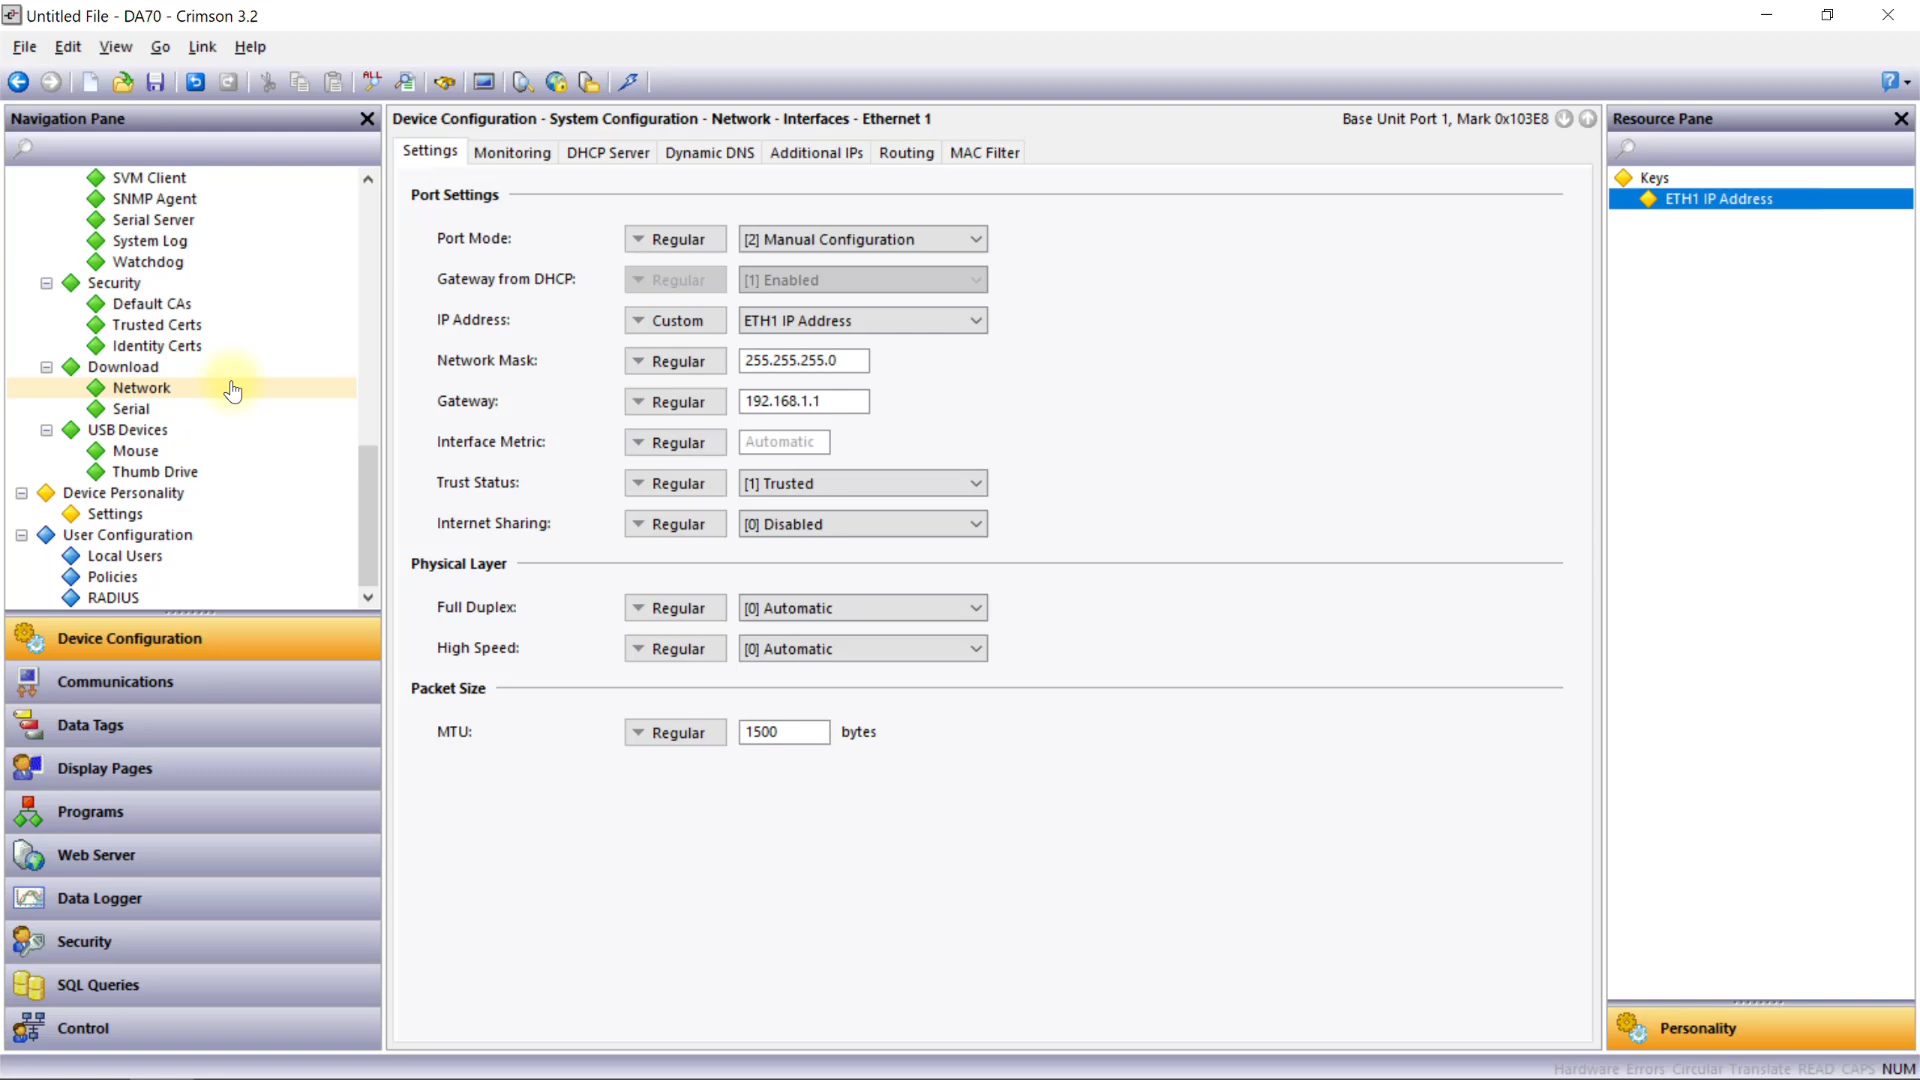 Untitled File - DA70 - Crimson 3.2
File Edit View Go Link Help
ALL
Navigation Pane
SVM Client
SNMP Agent
Serial Server
System Log
Watchdog
Security
Default CAs
Trusted Certs
Identity Certs
Download
Network
Serial
USB Devices
Mouse
Thumb Drive
Device Personality
Settings
User Configuration
Local Users
Policies
RADIUS
Device Configuration
Communications
Data Tags
Display Pages
Programs
Web Server
Data Logger
Security
SQL Queries
Control
Device Configuration - System Configuration - Network - Interfaces - Ethernet 1
Base Unit Port 1, Mark 0x103E8
Settings Monitoring DHCP Server Dynamic DNS Additional IPs Routing MAC Filter
Port Settings
Port Mode: Regular [2] Manual Configuration
Gateway from DHCP: Regular [1] Enabled
IP Address: Custom ETH1 IP Address
Network Mask: Regular 255.255.255.0
Gateway: Regular 192.168.1.1
Interface Metric: Regular Automatic
Trust Status: Regular [1] Trusted
Internet Sharing: Regular [0] Disabled
Physical Layer
Full Duplex: Regular [0] Automatic
High Speed: Regular [0] Automatic
Packet Size
MTU: Regular 1500 bytes
Resource Pane
Keys
ETH1 IP Address
Personality
Hardware Errors Circular Translate READ CAPS NUM